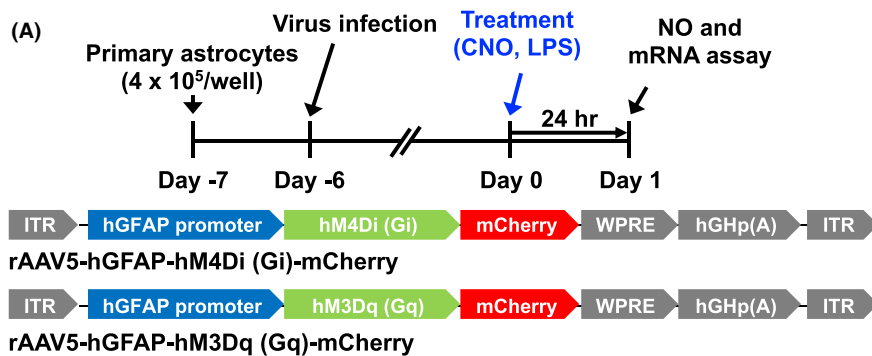 (A)
Virus infection
Treatment
(CNO, LPS)
NO and
mRNA assay
Primary astrocytes
(4 x 10⁵/well)
24 hr
Day -7
Day -6
Day 0
Day 1
ITR hGFAP promoter hM4Di (Gi) mCherry WPRE hGHp(A) ITR
rAAV5-hGFAP-hM4Di (Gi)-mCherry
ITR hGFAP promoter hM3Dq (Gq) mCherry WPRE hGHp(A) ITR
rAAV5-hGFAP-hM3Dq (Gq)-mCherry